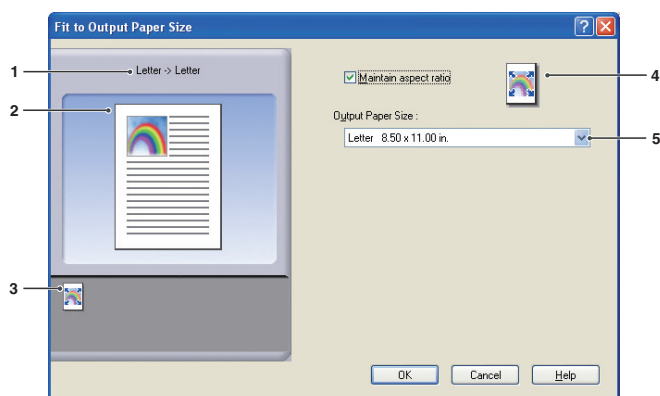 Fit to Output Paper Size
1
Letter -> Letter
2
3
Maintain aspect ratio
4
Output Paper Size :
Letter 8.50 x 11.00 in.
5
OK
Cancel
Help